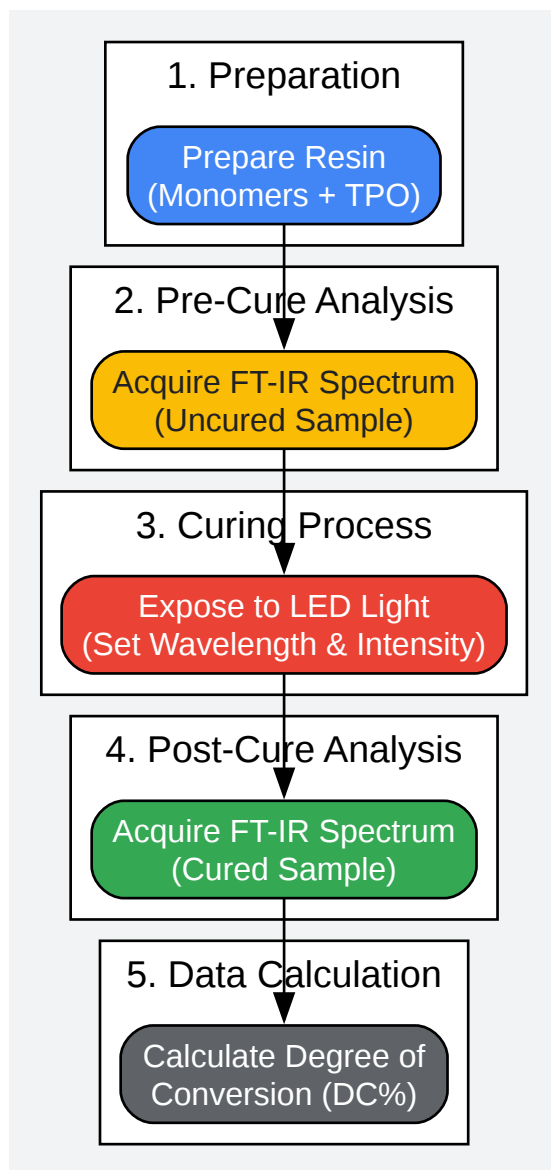 1. Preparation
Prepare Resin
(Monomers + TPO)
2. Pre-Cure Analysis
Acquire FT-IR Spectrum
(Uncured Sample)
3. Curing Process
Expose to LED Light
(Set Wavelength & Intensity)
4. Post-Cure Analysis
Acquire FT-IR Spectrum
(Cured Sample)
5. Data Calculation
Calculate Degree of
Conversion (DC%)